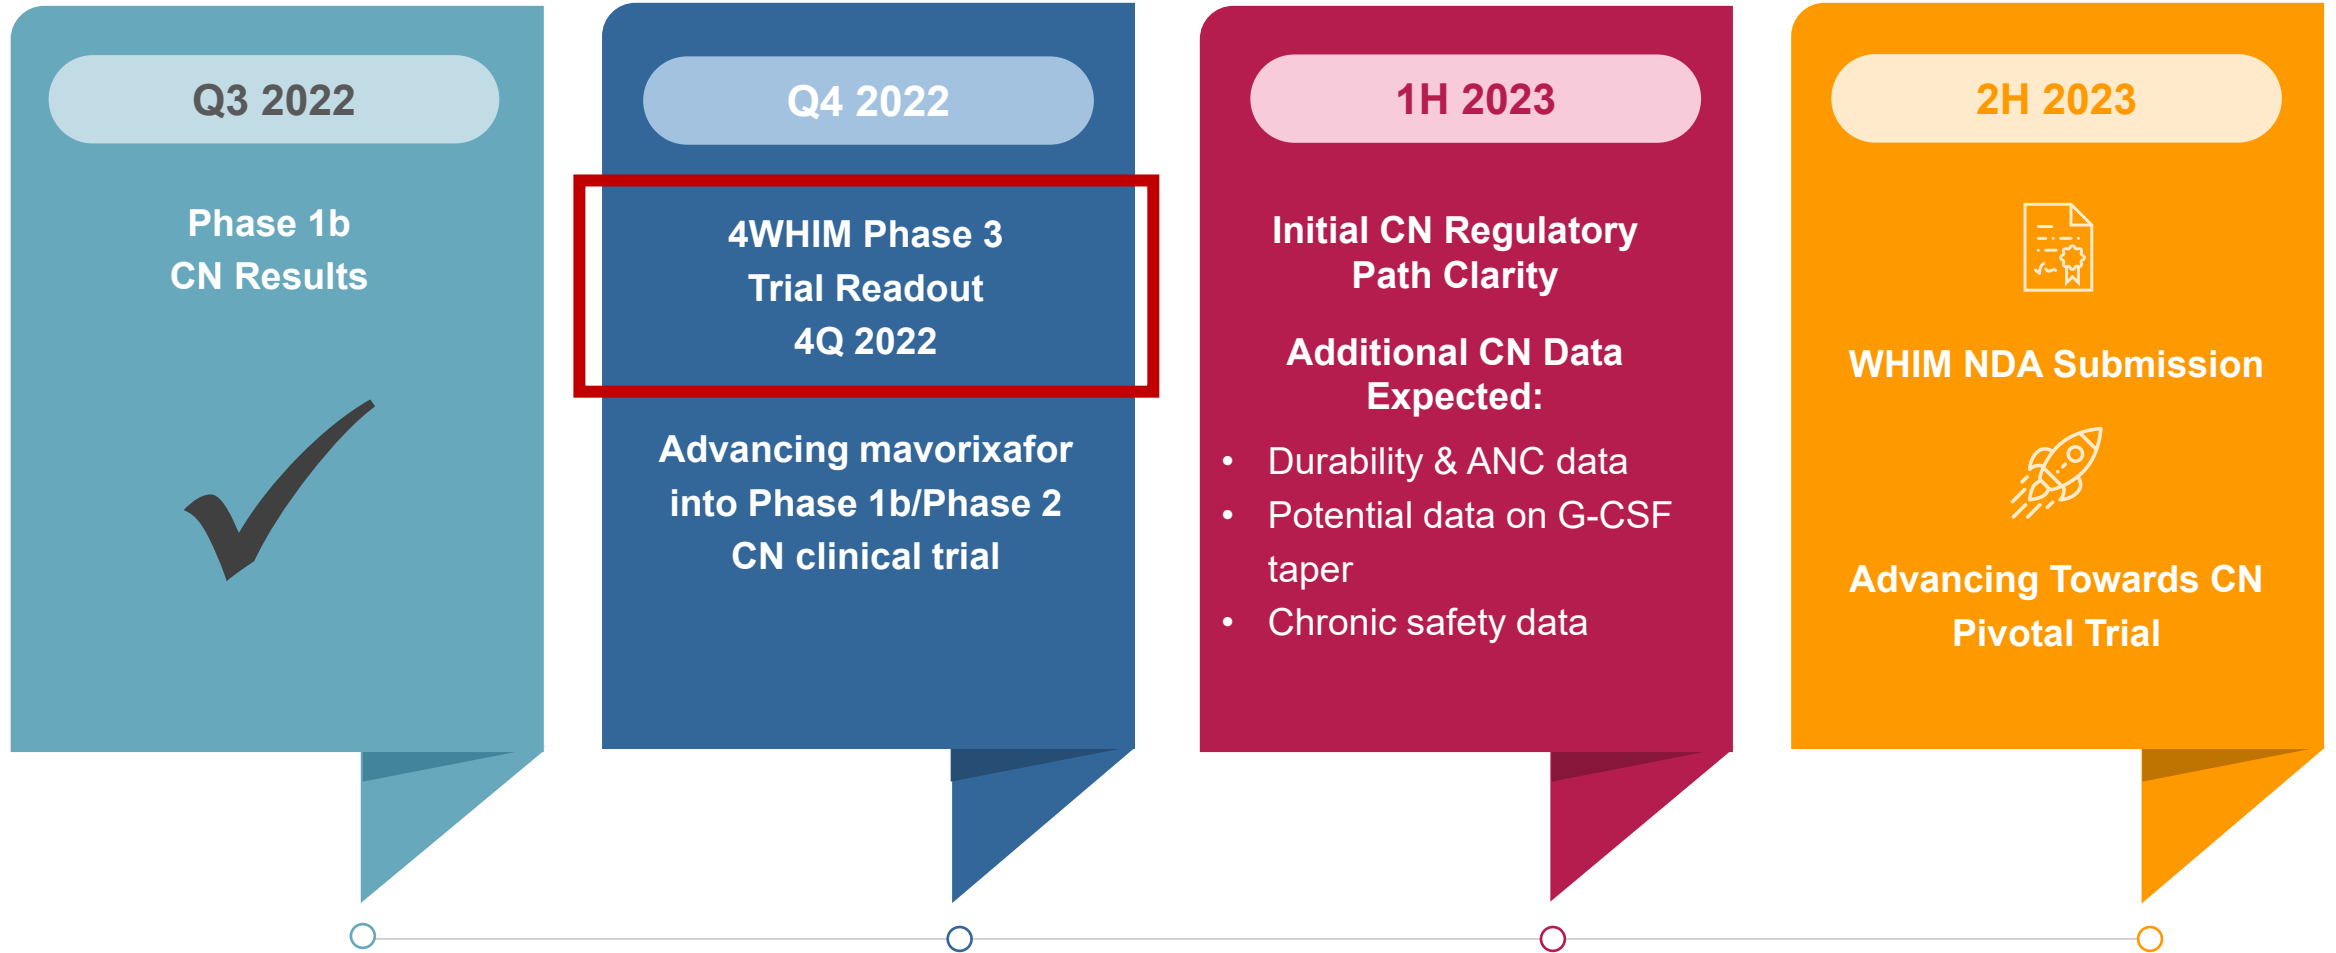 Q3 2022
Phase 1b
CN Results
Q4 2022
4WHIM Phase 3
Trial Readout
4Q 2022
Advancing mavorixafor
into Phase 1b/Phase 2
CN clinical trial
1H 2023
Initial CN Regulatory
Path Clarity
Additional CN Data
Expected:
• Durability & ANC data
• Potential data on G-CSF
taper
• Chronic safety data
2H 2023
WHIM NDA Submission
Advancing Towards CN
Pivotal Trial